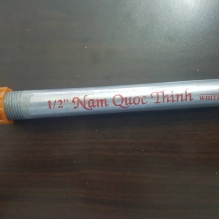 1/2" Nam Quoc Thinh